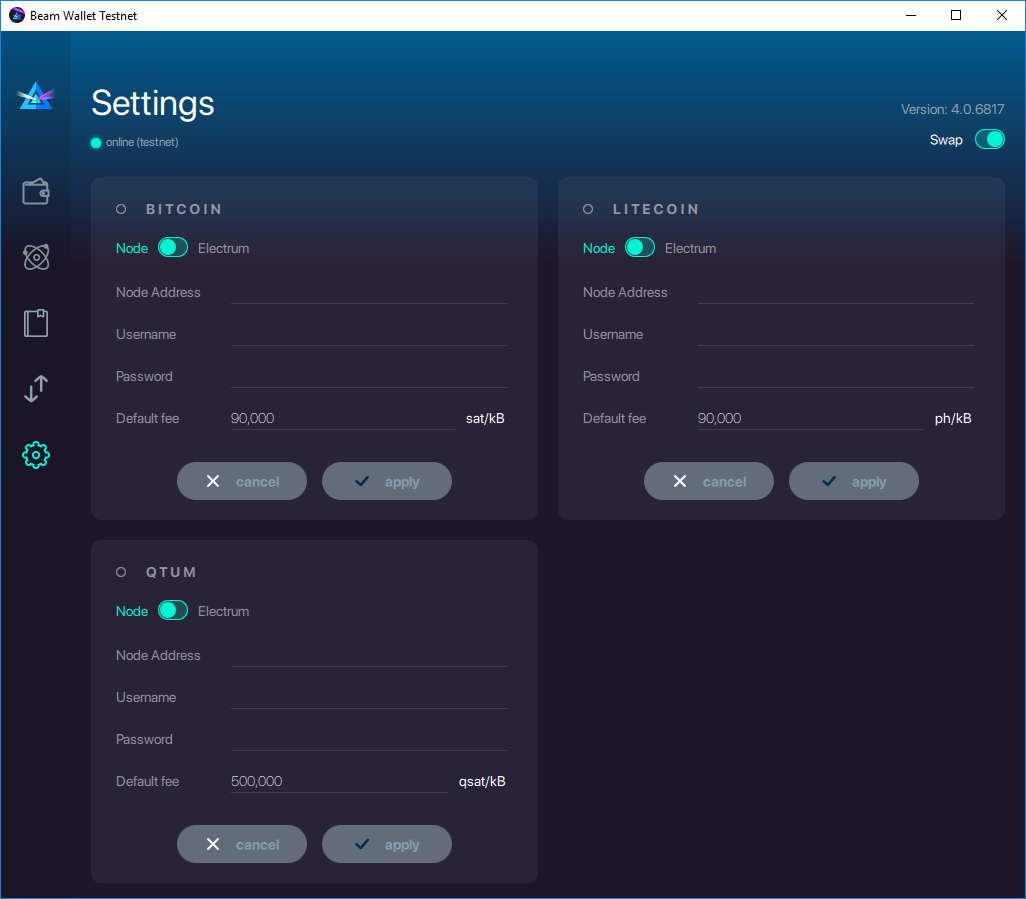 Beam Wallet Testnet
Settings
Version: 4.0.6817
online (testnet)
Swap
BITCOIN
Node Electrum
Node Address
Username
Password
Default fee 90,000 sat/kB
cancel apply
LITECOIN
Node Electrum
Node Address
Username
Password
Default fee 90,000 ph/kB
cancel apply
QTUM
Node Electrum
Node Address
Username
Password
Default fee 500,000 qsat/kB
cancel apply